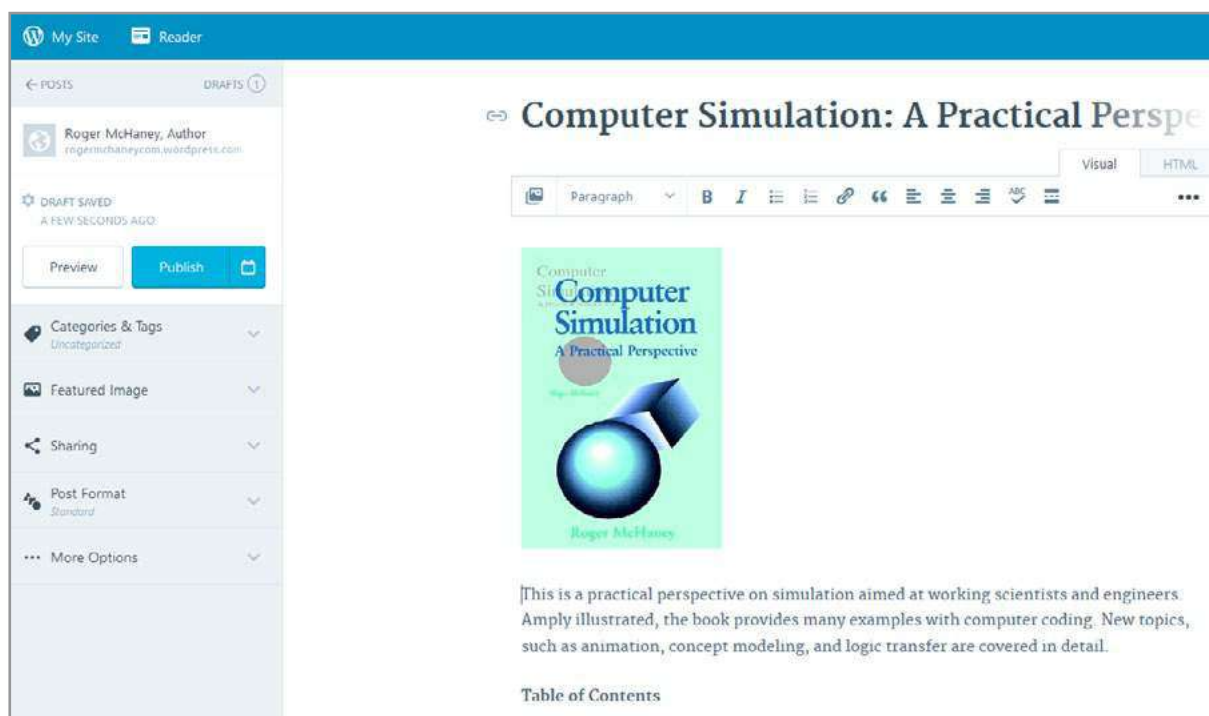 My Site Reader
← POSTS DRAFTS 1
Roger McHaney, Author
rogermchaneycom.wordpress.com
DRAFT SAVED
A FEW SECONDS AGO
Preview Publish
Categories & Tags
Uncategorized
Featured Image
Sharing
Post Format
Standard
More Options
Computer Simulation: A Practical Perspe
Visual HTML
Paragraph B I ABC
Computer
Computer
Simulation
A Practical Perspective
Roger McHaney
Roger McHaney
This is a practical perspective on simulation aimed at working scientists and engineers.
Amply illustrated, the book provides many examples with computer coding. New topics,
such as animation, concept modeling, and logic transfer are covered in detail.
Table of Contents